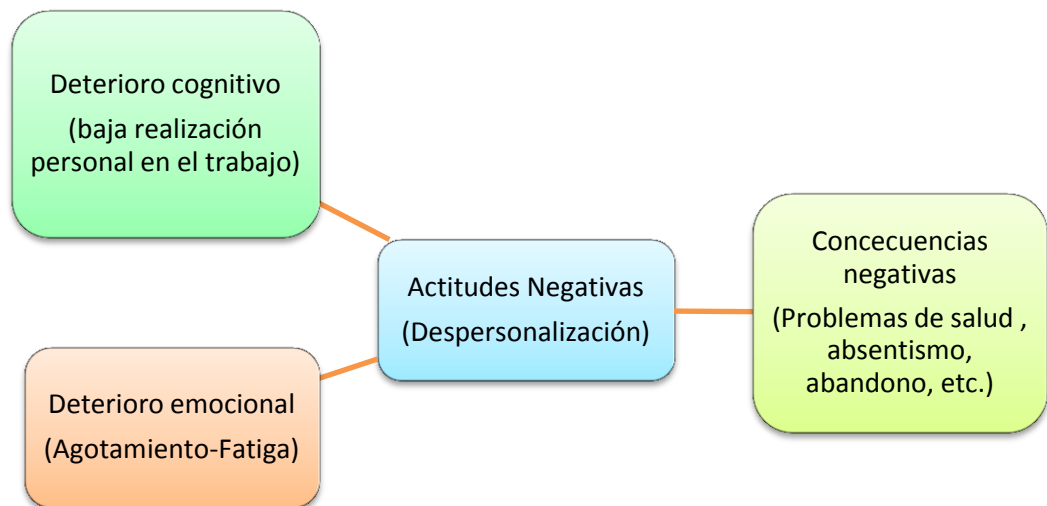 Deterioro cognitivo
(baja realización
personal en el trabajo)
Deterioro emocional
(Agotamiento-Fatiga)
Actitudes Negativas
(Despersonalización)
Concecuencias
negativas
(Problemas de salud ,
absentismo,
abandono, etc.)